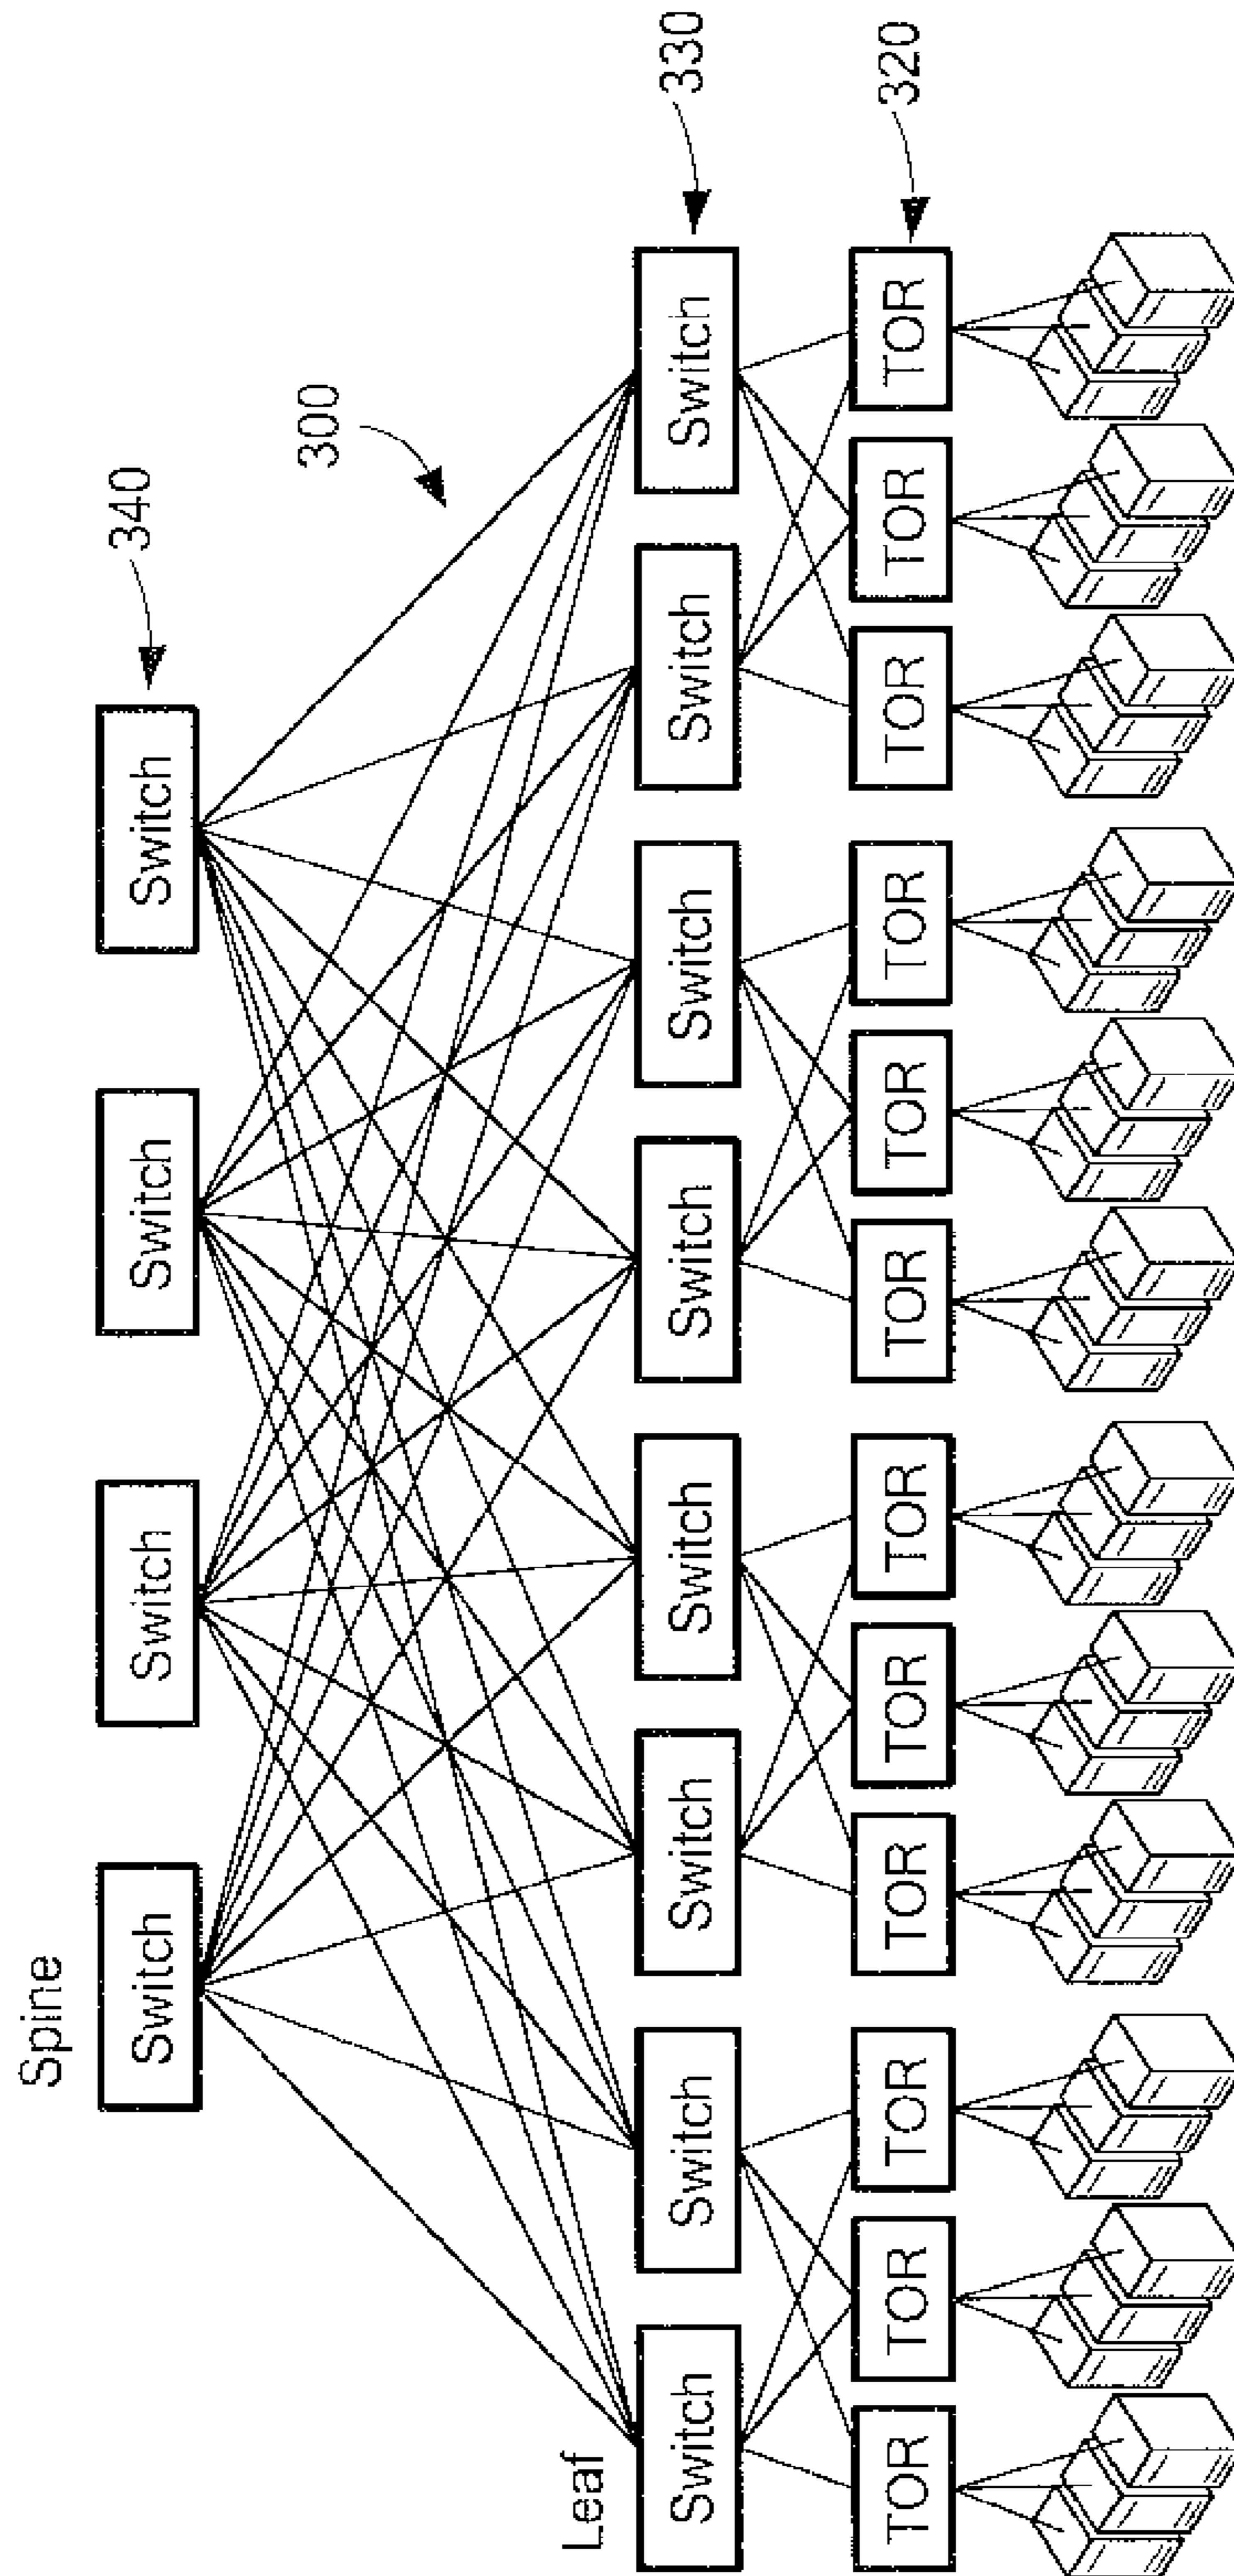 Spine
Switch Switch Switch Switch 340
300
Leaf
Switch Switch Switch Switch Switch Switch Switch Switch 330
TOR TOR TOR TOR TOR TOR TOR TOR TOR TOR TOR TOR 320